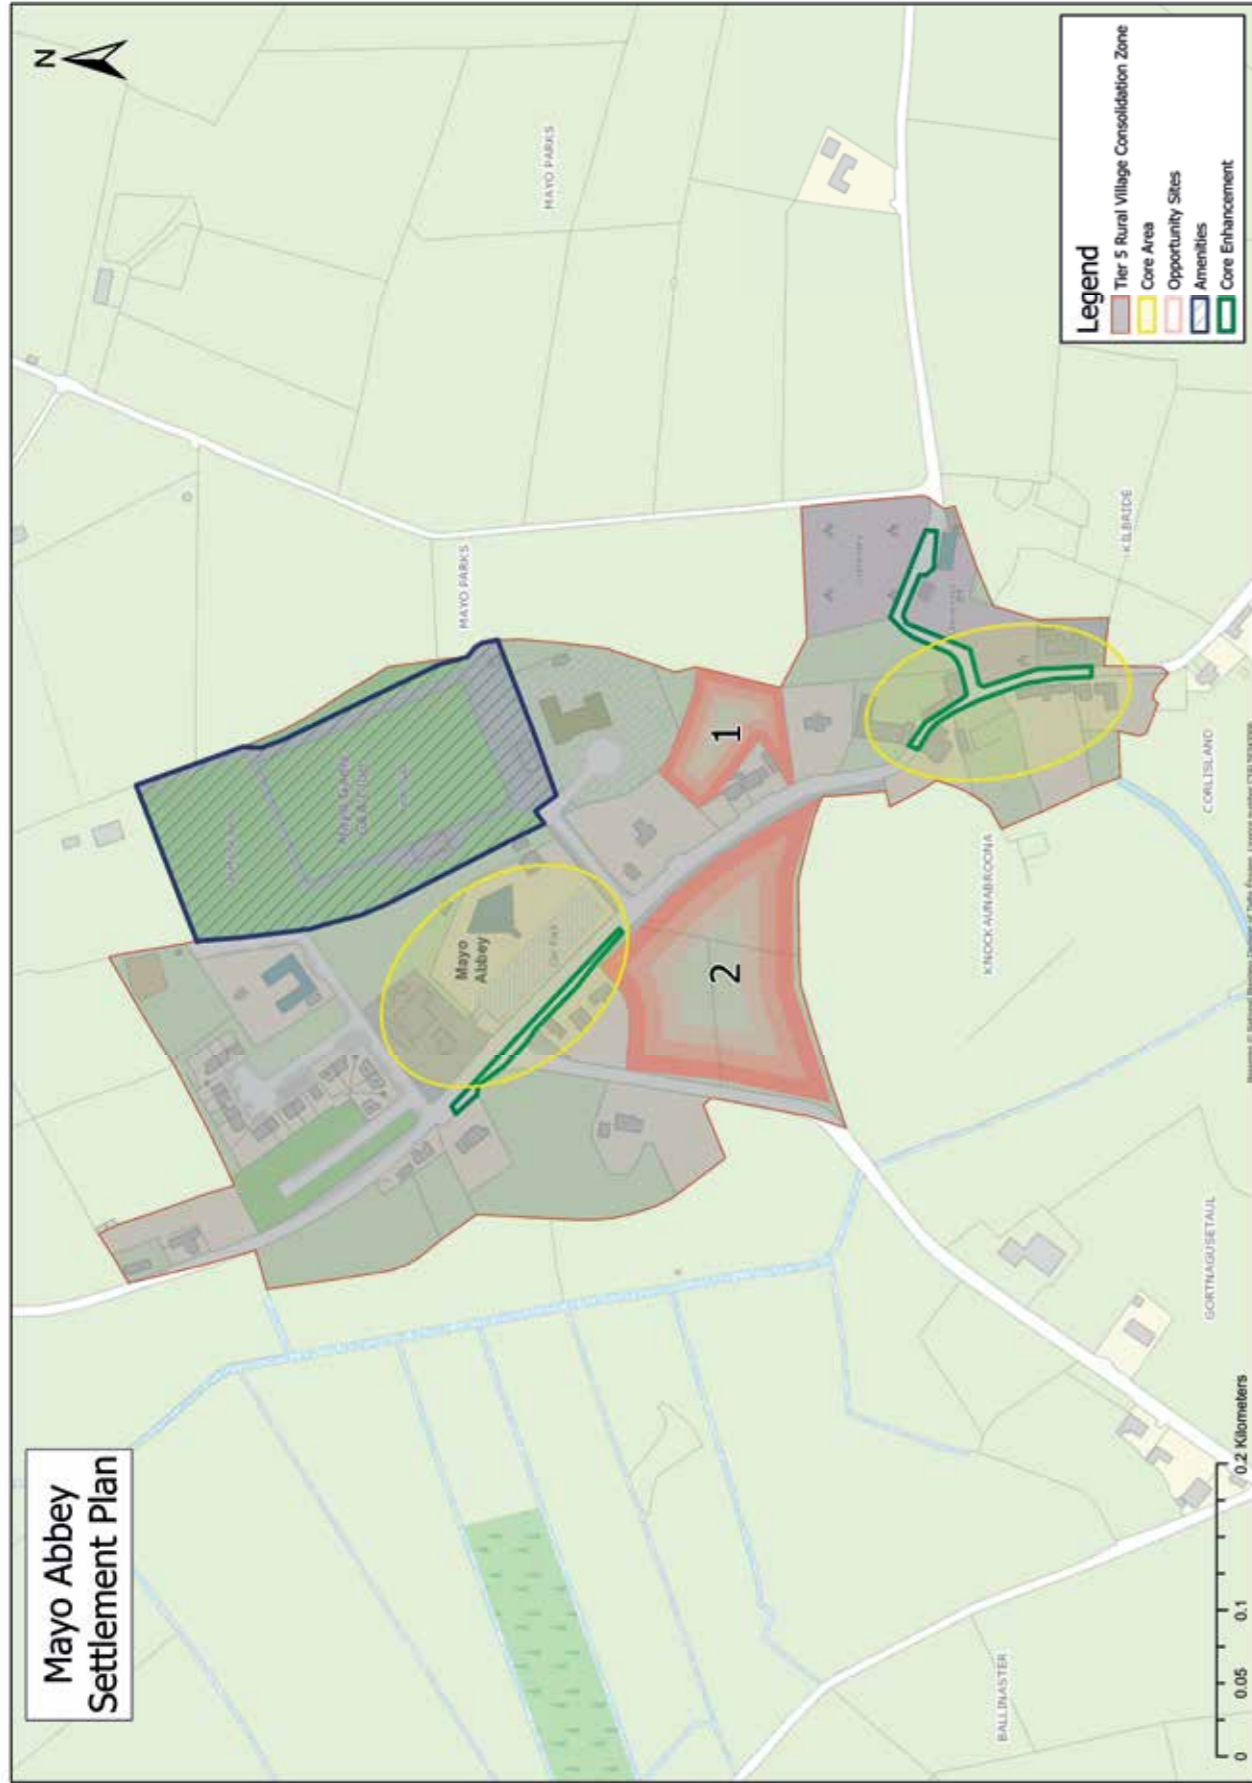 Mayo Abbey
Settlement Plan
N
MAYO PARKS
MAYO PARKS
Mayo
Abbey
Car Park
1
2
KILBRIDE
KNOCKAUNABROONA
CORLISLAND
GORTNAGUSETAUL
BALLINASTER
Legend
Tier 5 Rural Village Consolidation Zone
Core Area
Opportunity Sites
Amenities
Core Enhancement
0 0.05 0.1 0.2 Kilometers